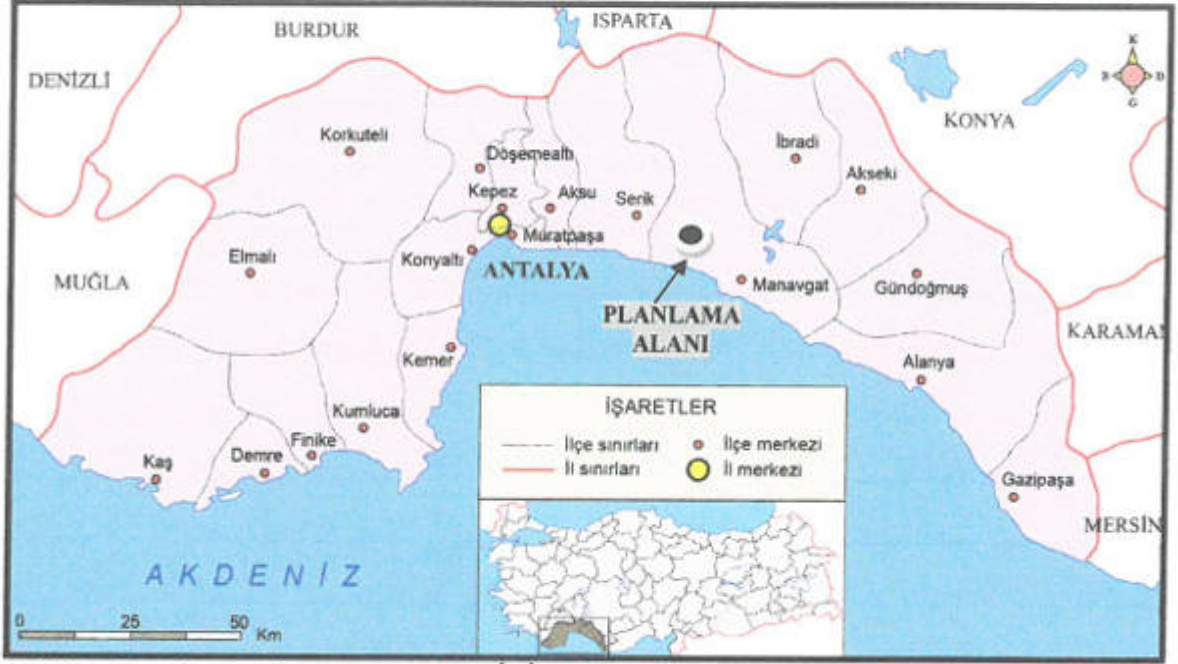 ISPARTA
BURDUR
DENİZLİ
KONYA
K
B D
G
Korkuteli
Döşemealtı
İbradi
Akseki
Kepez
Aksu
Serik
Muratpaşa
Konyaltı
ANTALYA
Elmalı
MUĞLA
Manavgat
Gündoğmuş
PLANLAMA
ALANI
KARAMAN
Kemer
Alanya
Kumluca
Finike
Demre
Kaş
Gazipaşa
MERSİN
İŞARETLER
İlçe sınırları
İlçe merkezi
İl sınırları
İl merkezi
AKDENİZ
0 25 50
Km